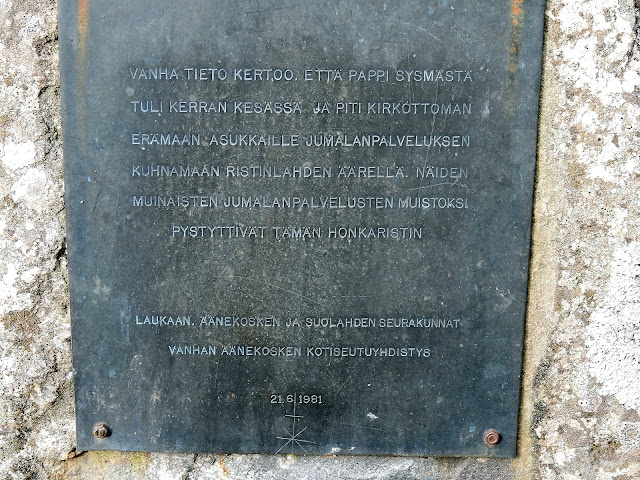 VANHA TIETO KERTOO, ETTÄ PAPPI SYSMÄSTÄ
TULI KERRAN KESÄSSÄ JA PITI KIRKOTTOMAN
ERÄMAAN ASUKKAILLE JUMALANPALVELUKSEN
KUHNAMAAN RISTINLAHDEN ÄÄRELLÄ. NÄIDEN
MUINAISTEN JUMALANPALVELUSTEN MUISTOKSI
PYSTYTTIVÄT TÄMÄN HONKARISTIN
LAUKAAN, ÄÄNEKOSKEN JA SUOLAHDEN SEURAKUNNAT
VANHAN ÄÄNEKOSKEN KOTISEUTUYHDISTYS
21.6.1981